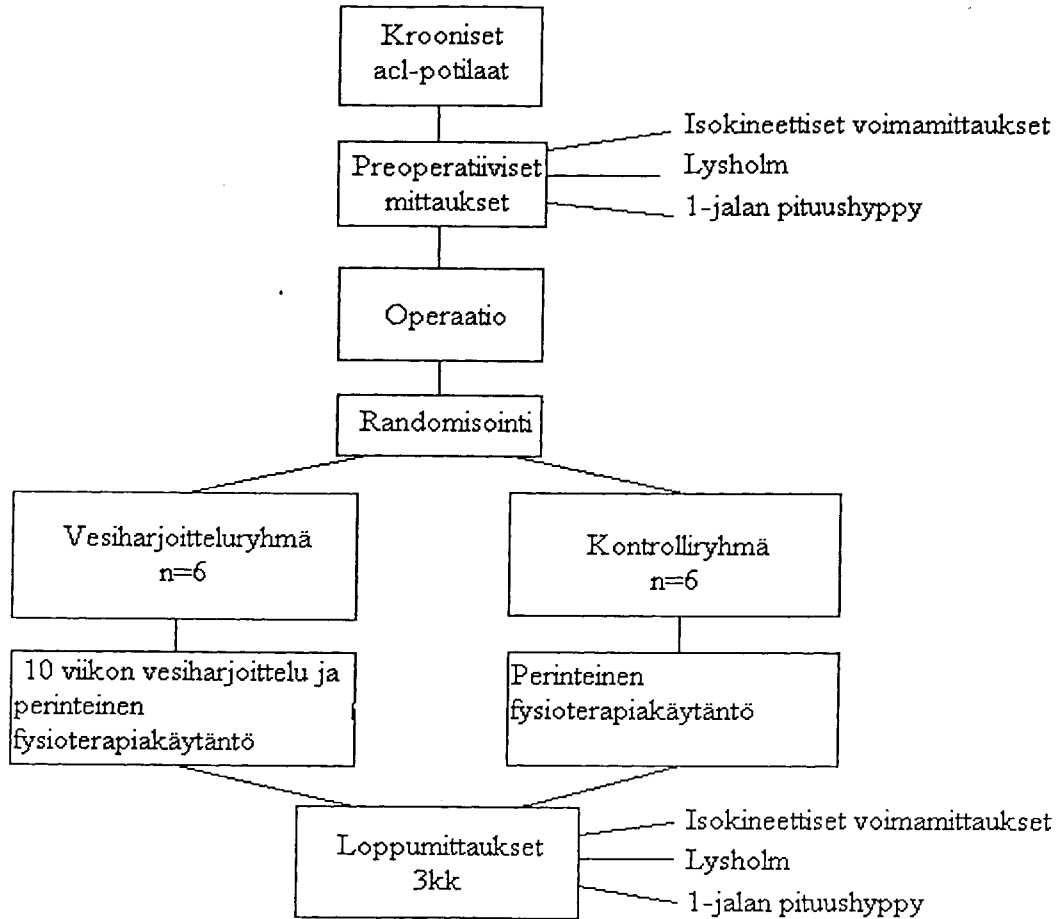 Krooniset
acl-potilaat
Preoperatiiviset
mittaukset
Isokineettiset voimamittaukset
Lysholm
1-jalan pituushyppy
Operaatio
Randomisointi
Vesiharjoitteluryhmä
n=6
Kontrolliryhmä
n=6
10 viikon vesiharjoittelu ja
perinteinen
fysioterapiakäytäntö
Perinteinen
fysioterapiakäytäntö
Loppumittaukset
3kk
Isokineettiset voimamittaukset
Lysholm
1-jalan pituushyppy